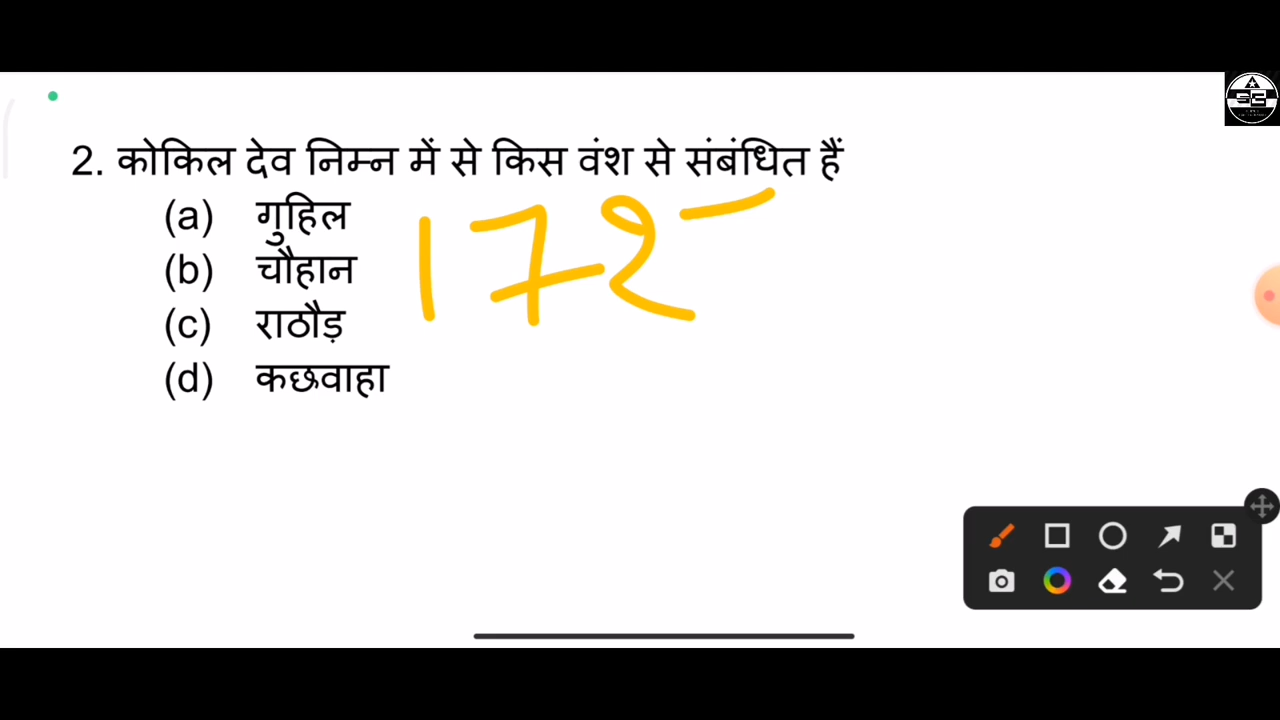 2. कोकिल देव निम्न में से किस वंश से संबंधित हैं
(a) गुहिल
(b) चौहान
(c) राठौड़
(d) कछवाहा
172